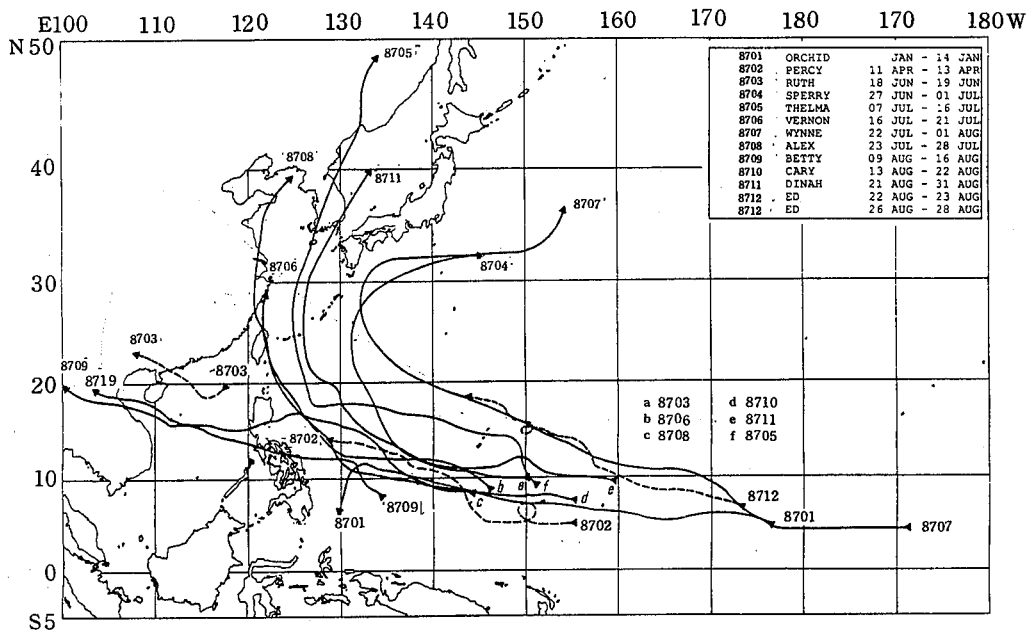 E100 110 120 130 140 150 160 170 180W
N50
8701 ORCHID JAN - 14 JAN
8702 PERCY 11 APR - 13 APR
8703 RUTH 18 JUN - 19 JUN
8704 SPERRY 27 JUN - 01 JUL
8705 THELMA 07 JUL - 16 JUL
8706 VERNON 16 JUL - 21 JUL
8707 WYNNE 22 JUL - 01 AUG
8708 ALEX 23 JUL - 28 JUL
8709 BETTY 09 AUG - 16 AUG
8710 CARY 13 AUG - 22 AUG
8711 DINAH 21 AUG - 31 AUG
8712 ED 22 AUG - 23 AUG
8712 ED 26 AUG - 28 AUG
8705
8708
40
8711
8707
8706
8704
30
8703
8709
8719
8703
20
a 8703 d 8710
b 8706 e 8711
c 8708 f 8705
8702
10
b e f e
c d
8712
8701 8709 8702 8701 8707
0
S5